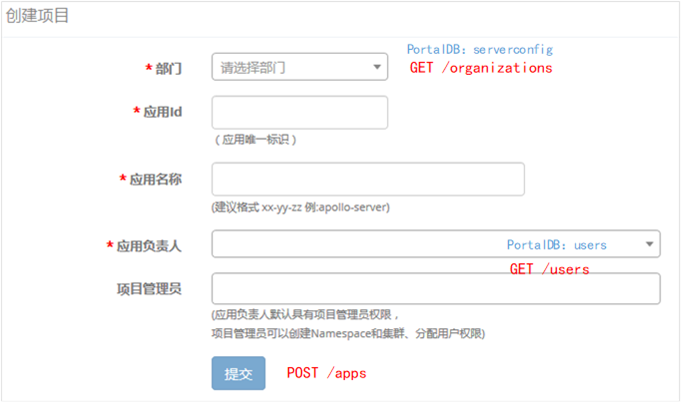 创建项目
* 部门 请选择部门 PortalDB: serverconfig
GET /organizations
* 应用Id
( 应用唯一标识 )
* 应用名称
(建议格式 xx-yy-zz 例:apollo-server)
* 应用负责人 PortalDB: users
GET /users
项目管理员
(应用负责人默认具有项目管理员权限，
项目管理员可以创建Namespace和集群、分配用户权限)
提交 POST /apps